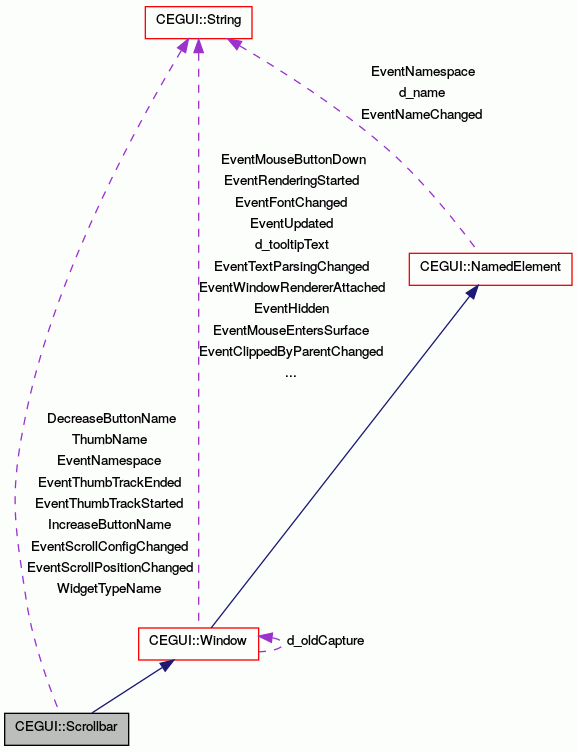 CEGUI::String
EventNamespace
d_name
EventNameChanged
EventMouseButtonDown
EventRenderingStarted
EventFontChanged
EventUpdated
d_tooltipText
EventTextParsingChanged
EventWindowRendererAttached
EventHidden
EventMouseEntersSurface
EventClippedByParentChanged
...
CEGUI::NamedElement
DecreaseButtonName
ThumbName
EventNamespace
EventThumbTrackEnded
EventThumbTrackStarted
IncreaseButtonName
EventScrollConfigChanged
EventScrollPositionChanged
WidgetTypeName
CEGUI::Window
d_oldCapture
CEGUI::Scrollbar